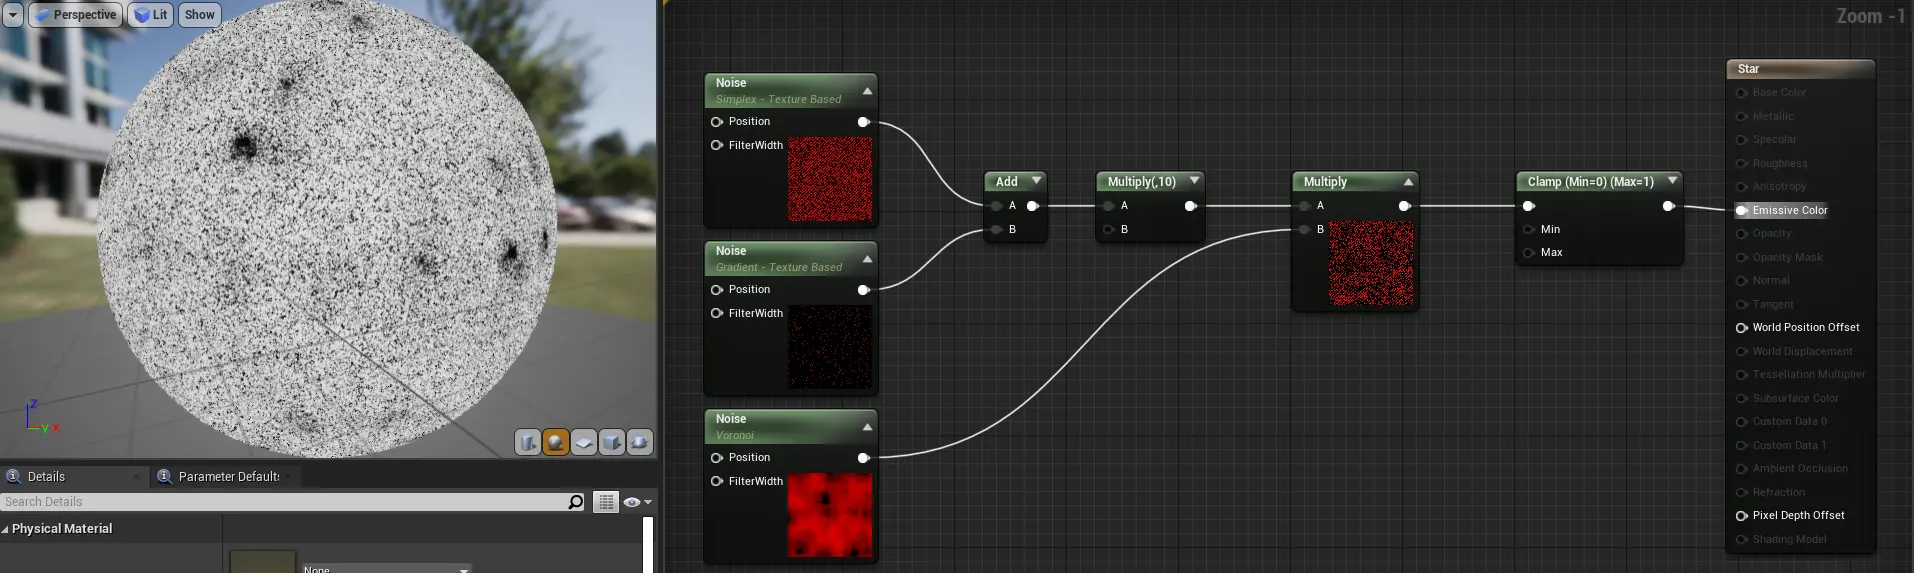 Perspective
Lit
Show
Zoom -1
Noise
Simplex - Texture Based
Position
FilterWidth
Noise
Gradient - Texture Based
Position
FilterWidth
Noise
Voronoi
Position
FilterWidth
Add
A
B
Multiply(,10)
A
B
Multiply
A
B
Clamp (Min=0) (Max=1)
Min
Max
Star
Base Color
Metallic
Specular
Roughness
Anisotropy
Emissive Color
Opacity
Opacity Mask
Normal
Tangent
World Position Offset
World Displacement
Tessellation Multiplier
Subsurface Color
Custom Data 0
Custom Data 1
Ambient Occlusion
Refraction
Pixel Depth Offset
Shading Model
Z
Y X
Details
Parameter Default
Search Details
Physical Material
None